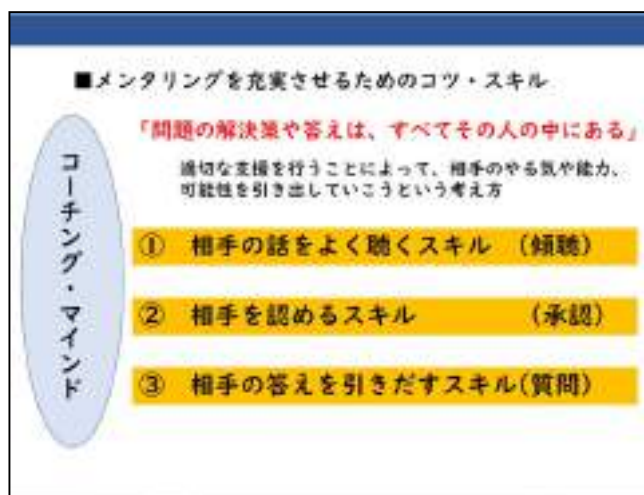 ■メンタリングを充実させるためのコツ・スキル
「問題の解決策や答えは、すべてその人の中にある」
コーチング・マインド
適切な支援を行うことによって、相手のやる気や能力、
可能性を引き出していこうという考え方
① 相手の話をよく聴くスキル (傾聴)
② 相手を認めるスキル (承認)
③ 相手の答えを引きだすスキル(質問)